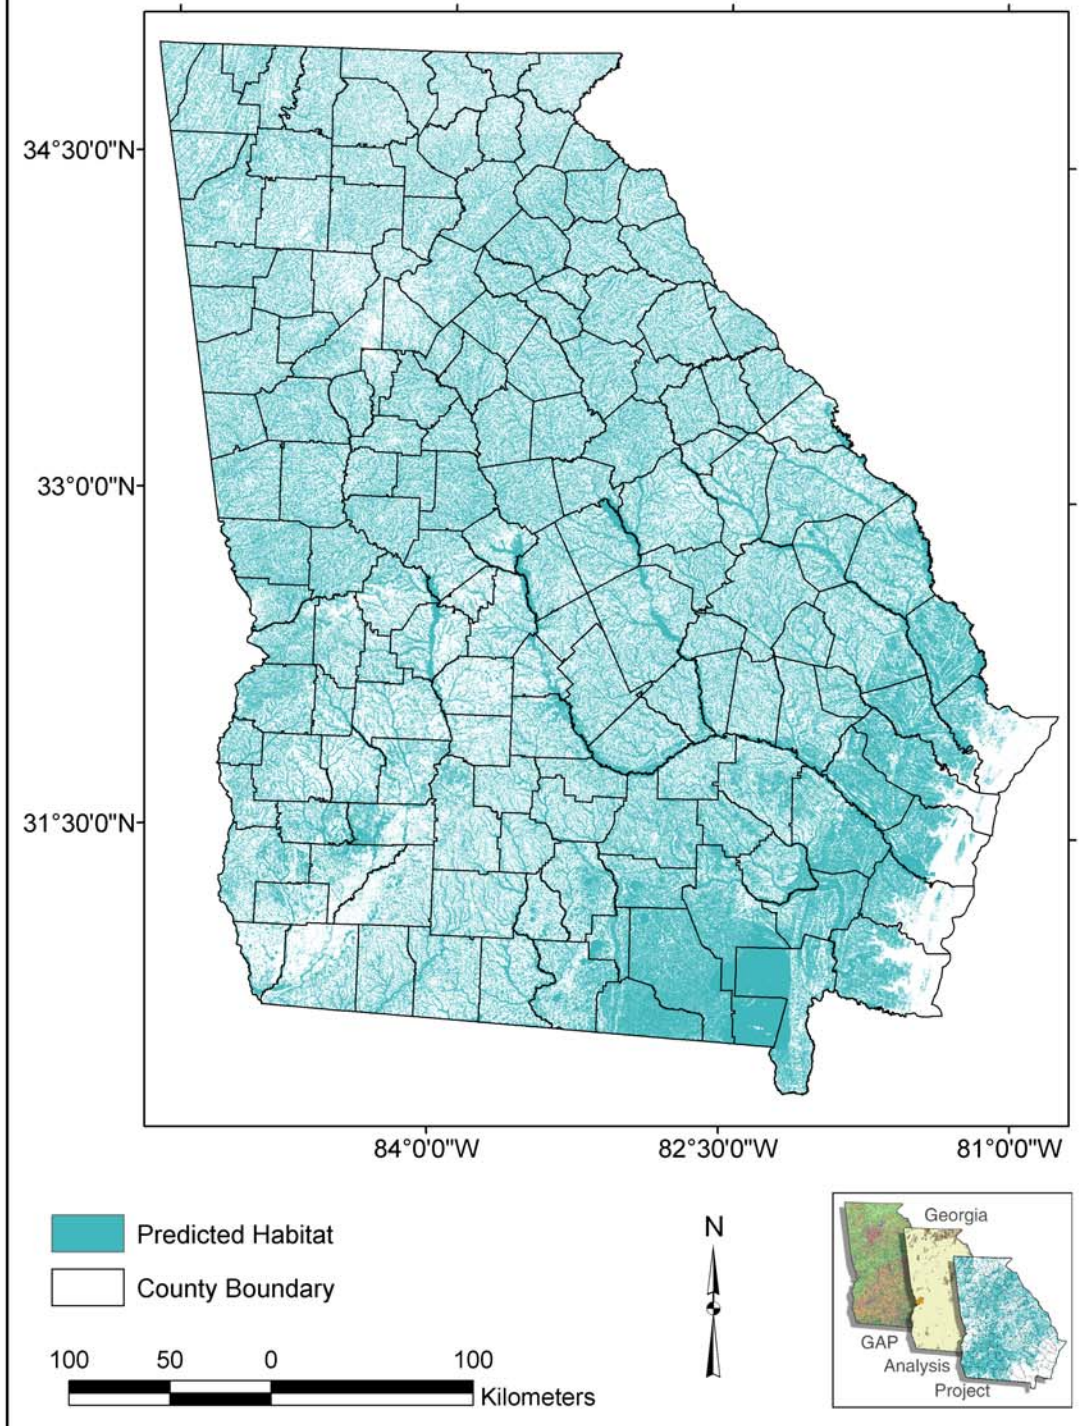 34°30'0"N
33°0'0"N
31°30'0"N
84°0'0"W 82°30'0"W 81°0'0"W
Predicted Habitat
County Boundary
100 50 0 100
Kilometers
N
Georgia
GAP
Analysis
Project